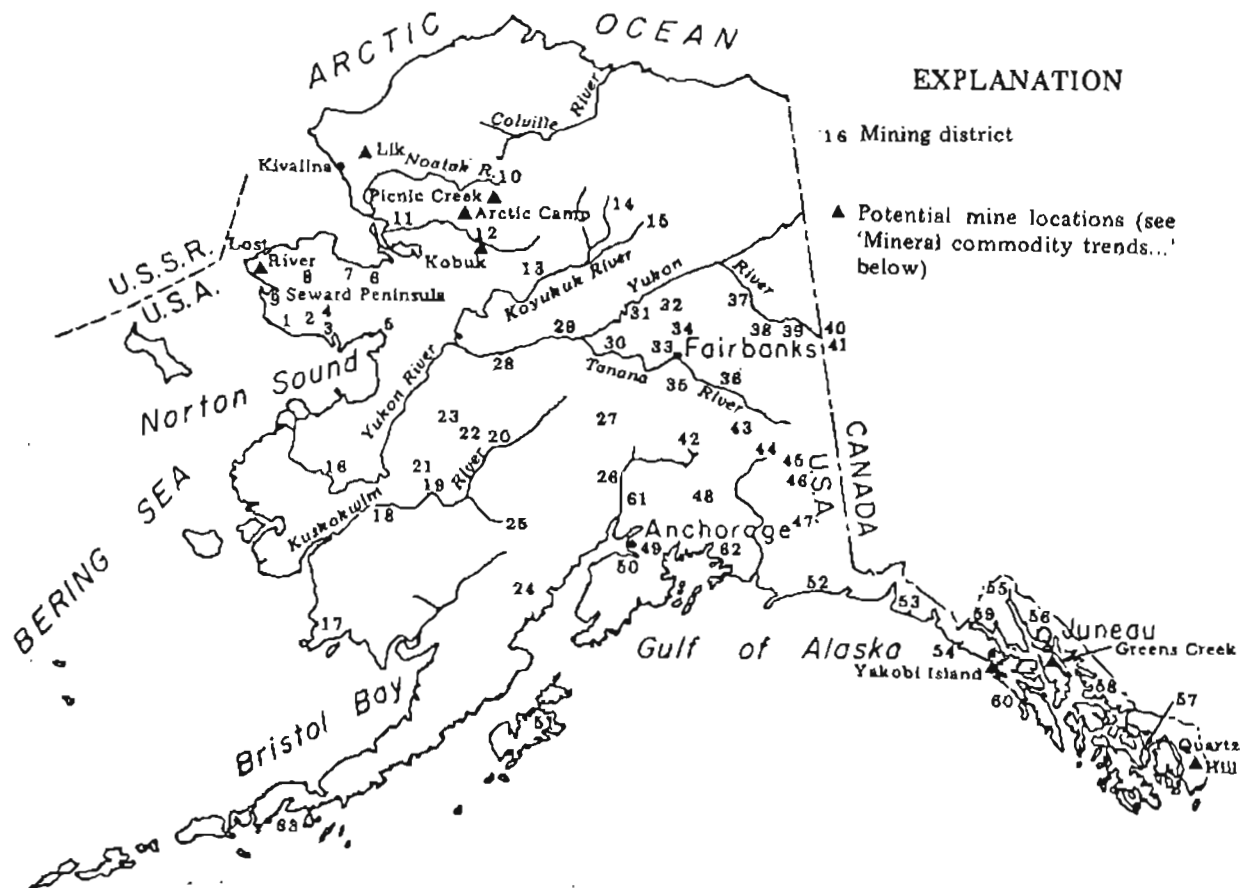 ARCTIC OCEAN
EXPLANATION
16 Mining district
▲ Potential mine locations (see
'Mineral commodity trends...'
below)
Colville River
Lik
Kivalina
Noatak R.
10
Picnic Creek
Arctic Camp
11
12
14
15
Kobuk
13
Koyukuk River
U.S.S.R.
U.S.A.
Lost
River
8
7
6
9
Seward Peninsula
1
2
4
3
5
Yukon River
31
32
37
29
34
38
39
40
41
30
33
Fairbanks
28
Tanana River
35
36
Norton Sound
Yukon River
23
22
20
27
42
43
44
45
46
U.S.A.
CANADA
16
21
19
River
26
61
48
BERING SEA
Kuskokwim
18
25
47
Anchorage
49
62
50
24
52
53
17
Gulf of Alaska
55
59
56
Juneau
Greens Creek
54
Yakobi Island
58
60
57
Bristol Bay
51
Quartz
Hill
63